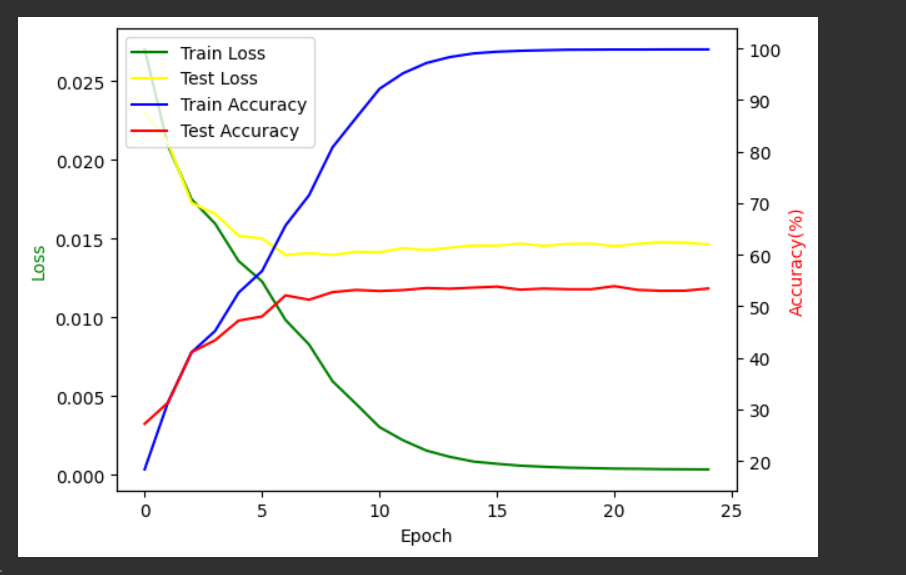 Train Loss
Test Loss
Train Accuracy
Test Accuracy
0.025
0.020
0.015
0.010
0.005
0.000
Loss
100
90
80
70
60
50
40
30
20
Accuracy(%)
0 5 10 15 20 25
Epoch